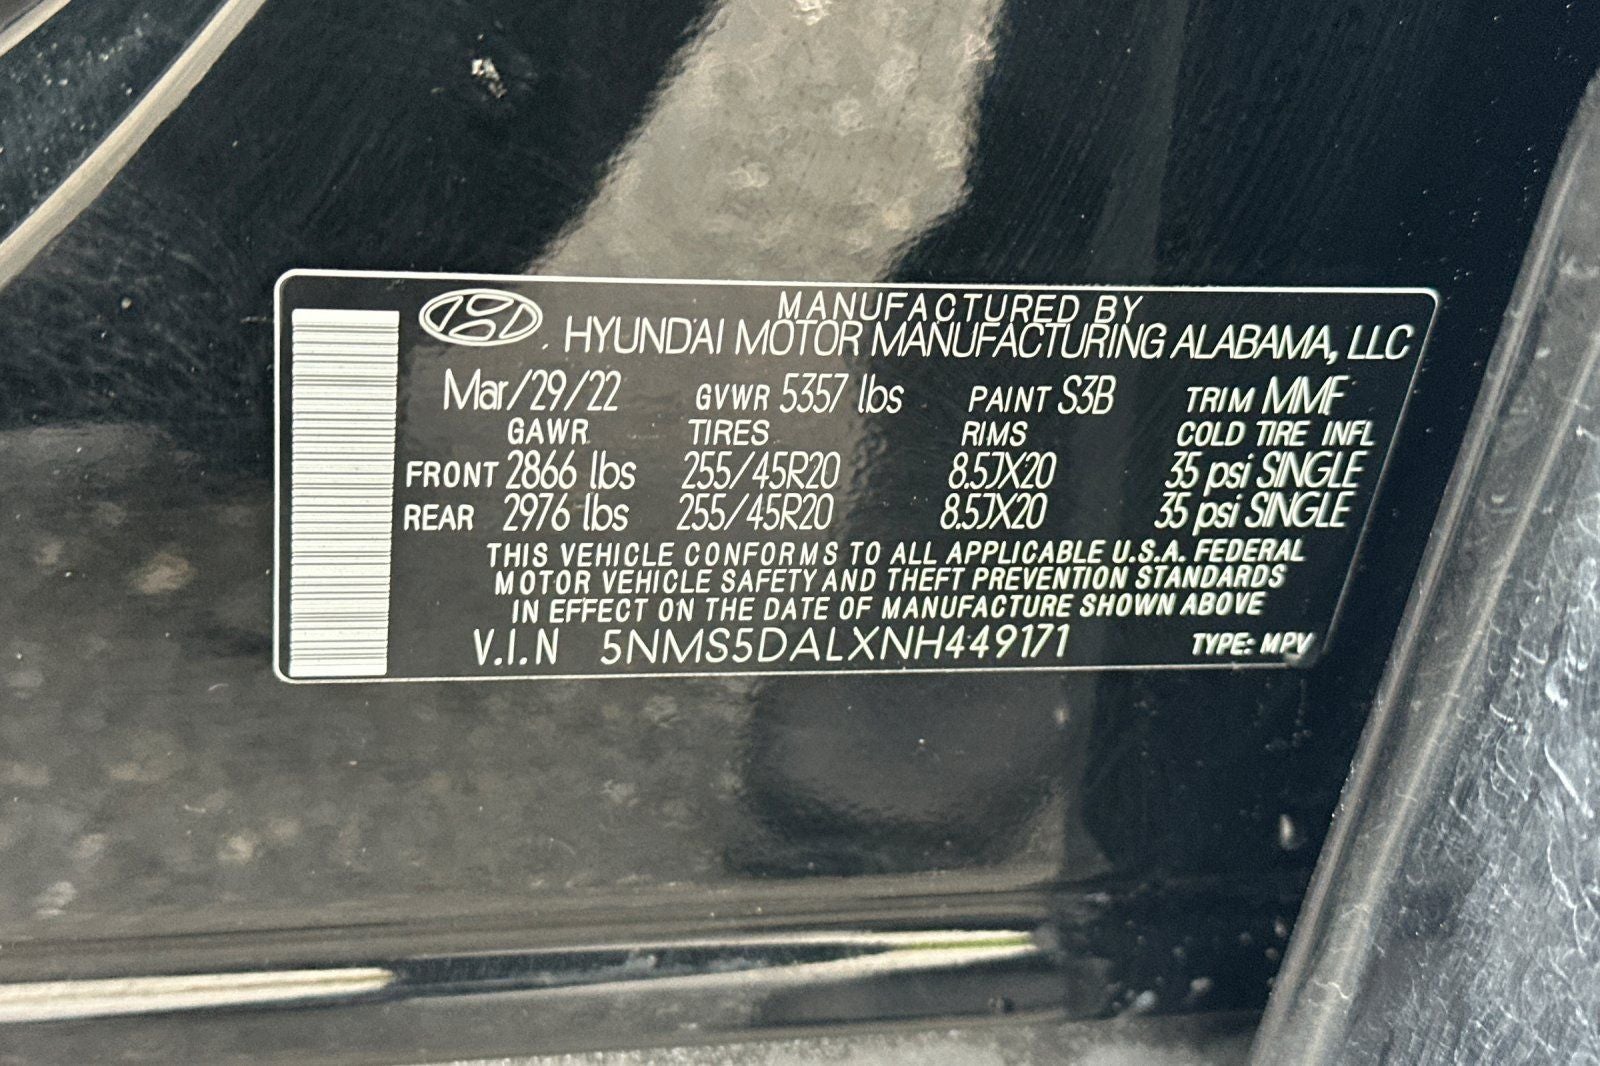 MANUFACTURED BY
HYUNDAI MOTOR MANUFACTURING ALABAMA, LLC
Mar/29/22 GVWR 5357 lbs PAINT S3B TRIM MMF
GAWR TIRES RIMS COLD TIRE INFL
FRONT 2866 lbs 255/45R20 8.5JX20 35 psi SINGLE
REAR 2976 lbs 255/45R20 8.5JX20 35 psi SINGLE
THIS VEHICLE CONFORMS TO ALL APPLICABLE U.S.A. FEDERAL
MOTOR VEHICLE SAFETY AND THEFT PREVENTION STANDARDS
IN EFFECT ON THE DATE OF MANUFACTURE SHOWN ABOVE
V.I.N 5NMS5DALXNH449171 TYPE: MPV